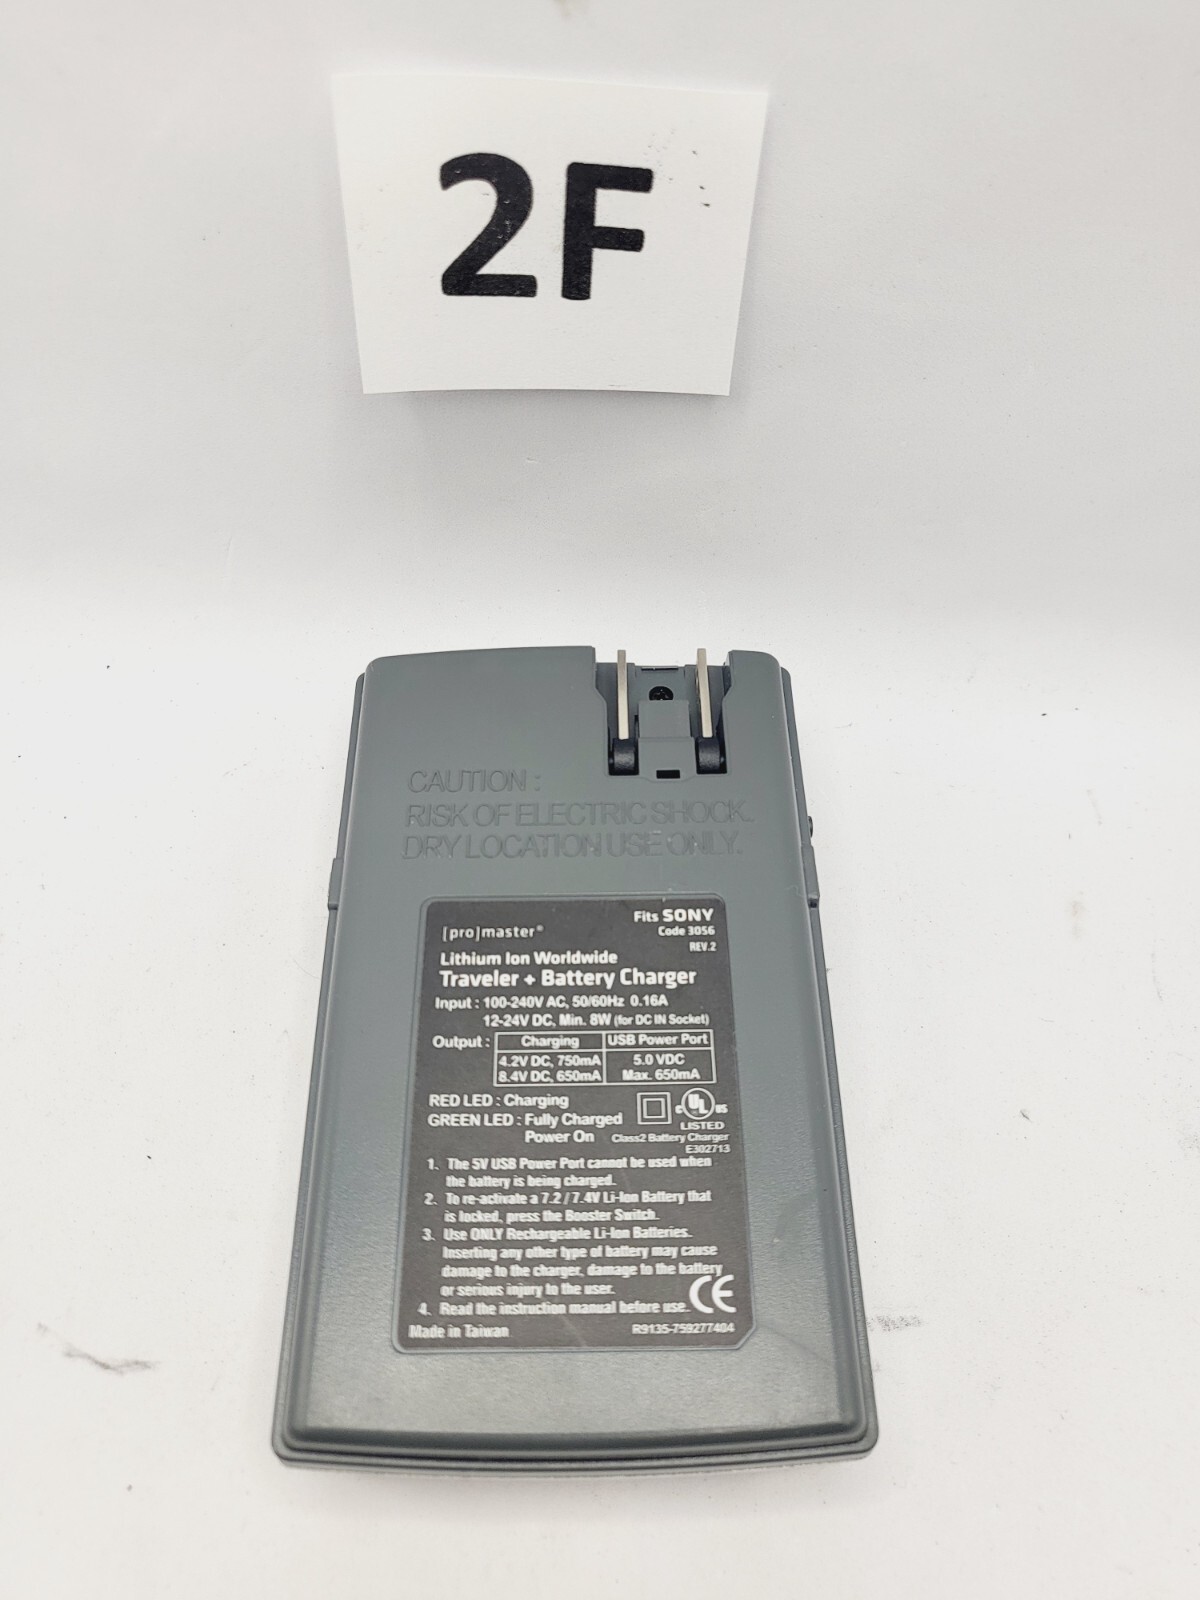 2F
CAUTION :
RISK OF ELECTRIC SHOCK.
DRY LOCATION USE ONLY.
[pro]master®
Fits SONY
Code 3056
REV.2
Lithium Ion Worldwide
Traveler + Battery Charger
Input : 100-240V AC, 50/60Hz 0.16A
12-24V DC, Min. 8W (for DC IN Socket)
Output : Charging USB Power Port
4.2V DC, 750mA 5.0 VDC
8.4V DC, 650mA Max. 650mA
RED LED : Charging
GREEN LED : Fully Charged
Power On
C UL US
LISTED
Class2 Battery Charger
E302713
1. The 5V USB Power Port cannot be used when
the battery is being charged.
2. To re-activate a 7.2 / 7.4V Li-Ion Battery that
is locked, press the Booster Switch.
3. Use ONLY Rechargeable Li-Ion Batteries.
Inserting any other type of battery may cause
damage to the charger, damage to the battery
or serious injury to the user.
4. Read the instruction manual before use.
CE
Made in Taiwan
R9135-759277404